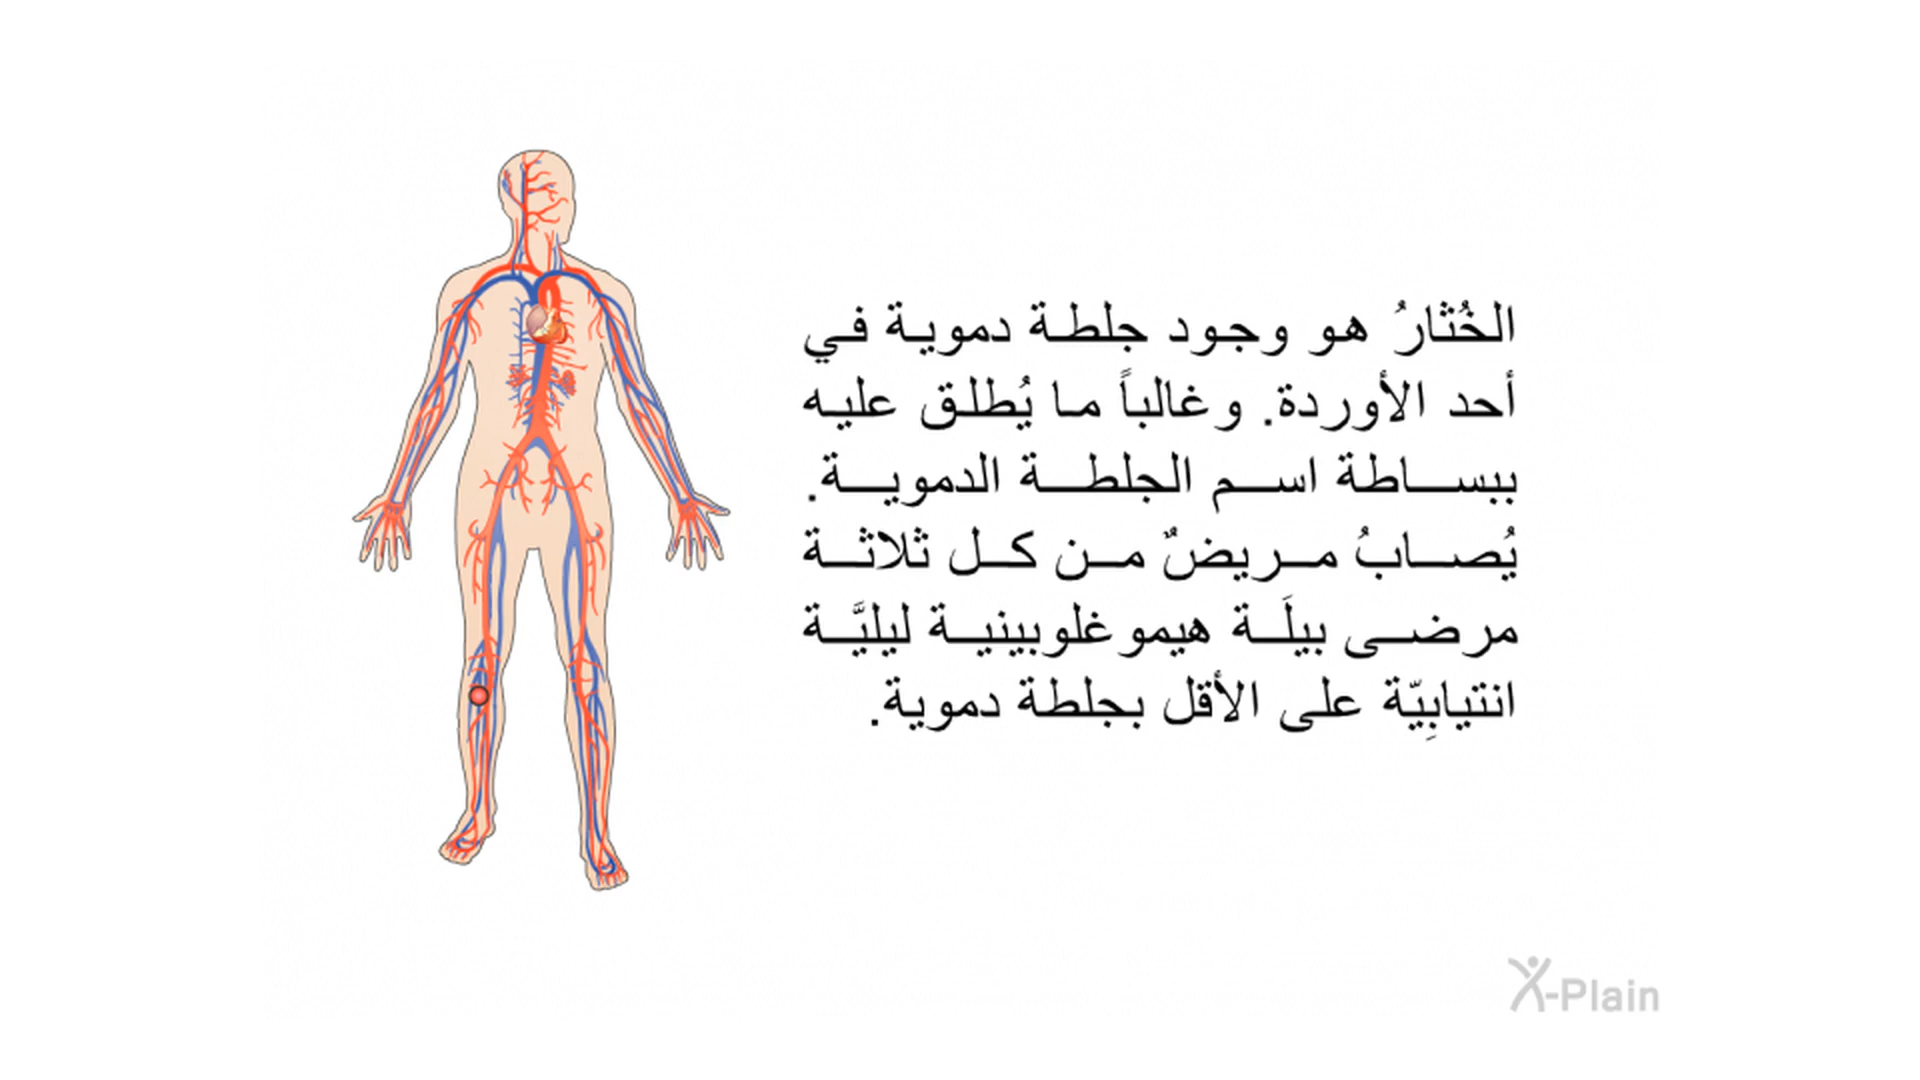 الخُثارُ هو وجود جلطة دموية في
أحد الأوردة. وغالباً ما يُطلق عليه
ببساطة اسم الجلطة الدموية.
يُصابُ مريضٌ من كل ثلاثة
مرضى بيلَة هيموغلوبينية ليليَّة
انتيابِيّة على الأقل بجلطة دموية.
X-Plain